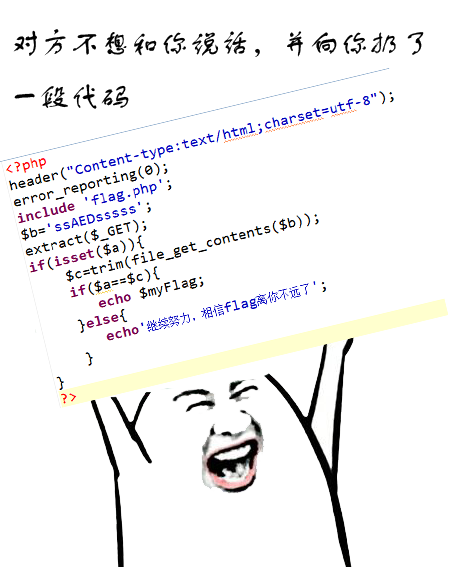 对方不想和你说话，并向你扔了
一段代码
<?php
header("Content-type:text/html;charset=utf-8");
error_reporting(0);
include 'flag.php';
$b='ssAEDsssss';
extract($_GET);
if(isset($a)){
$c=trim(file_get_contents($b));
if($a==$c){
echo $myFlag;
}else{
echo'继续努力，相信flag离你不远了';
}
}
?>